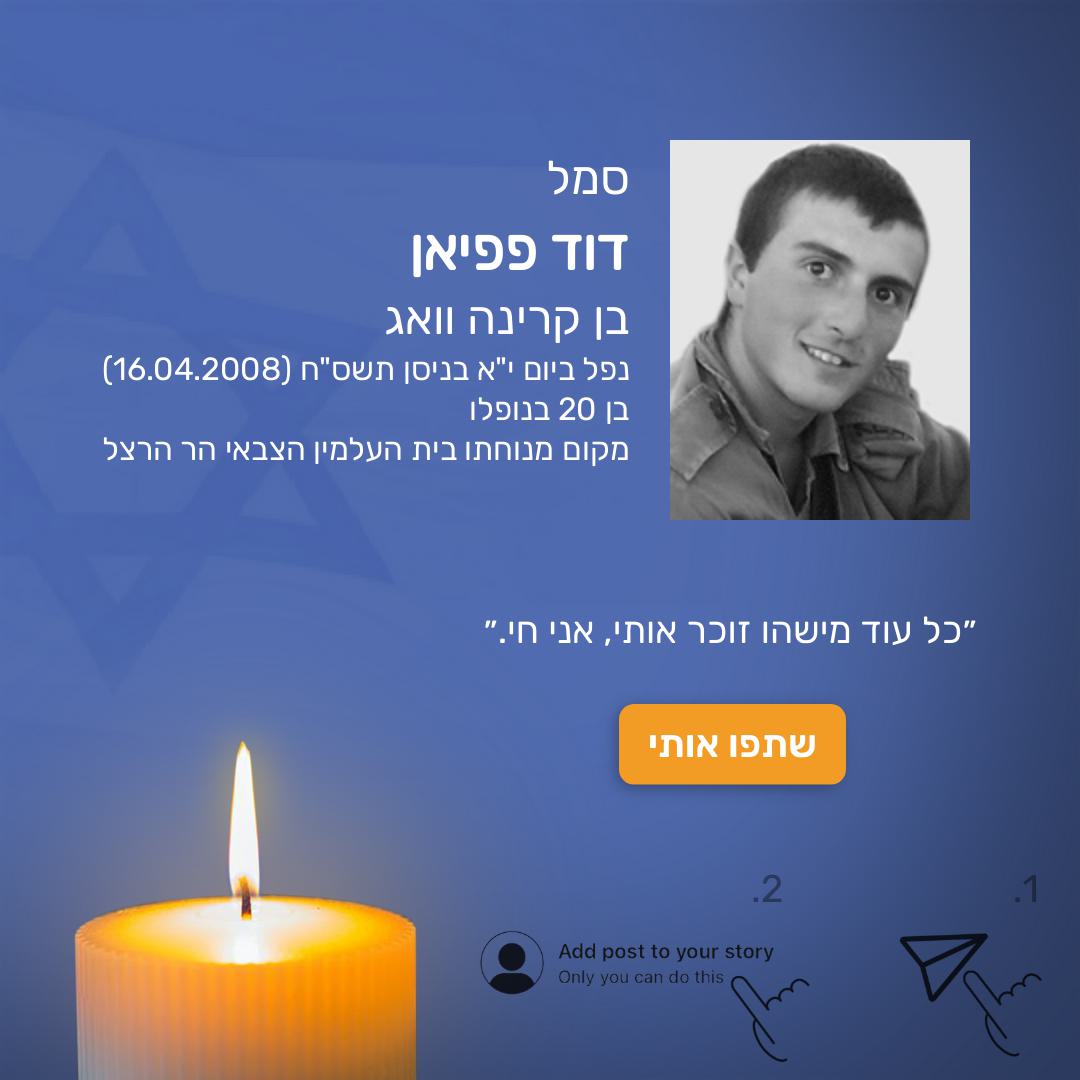 סמל
דוד פפיאן
בן קרינה וואג
נפל ביום י"א בניסן תשס"ח (16.04.2008)
בן 20 בנופלו
מקום מנוחתו בית העלמין הצבאי הר הרצל
״כל עוד מישהו זוכר אותי, אני חי.״
שתפו אותי
.1
.2
Add post to your story
Only you can do this